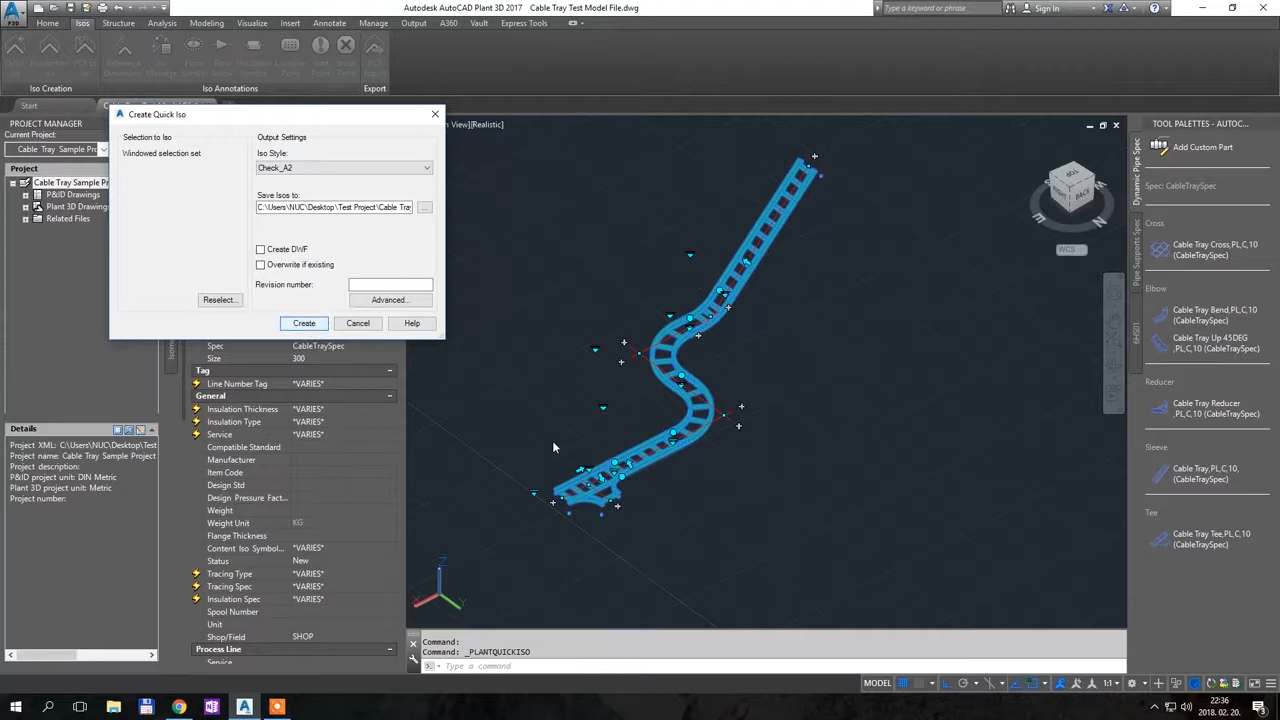 Autodesk AutoCAD Plant 3D 2017 Cable Tray Test Model File.dwg
Type a keyword or phrase
Sign In
Home Isos Structure Analysis Modeling Visualize Insert Annotate Manage Output A360 Vault Express Tools
Iso Creation
Iso Annotations
Export
Start
PROJECT MANAGER
Current Project:
Cable Tray Sample Pro
Project
Cable Tray Sample Pr
P&ID Drawings
Plant 3D Drawing
Related Files
Create Quick Iso
Selection to Iso
Windowed selection set
Reselect...
Output Settings
Iso Style:
Check_A2
Save Isos to:
C:\Users\NUC\Desktop\Test Project\Cable Tray
...
Create DWF
Overwrite if existing
Revision number:
Advanced...
Create
Cancel
Help
Details
Project XML: C:\Users\NUC\Desktop\Test
Project name: Cable Tray Sample Project
Project description:
P&ID project unit: DIN Metric
Plant 3D project unit: Metric
Project number:
Spec CableTraySpec
Size 300
Tag
Line Number Tag *VARIES*
General
Insulation Thickness *VARIES*
Insulation Type *VARIES*
Service *VARIES*
Compatible Standard
Manufacturer
Item Code
Design Std
Design Pressure Fact...
Weight
Weight Unit KG
Flange Thickness
Content Iso Symbol... *VARIES*
Status New
Tracing Type *VARIES*
Tracing Spec *VARIES*
Insulation Spec *VARIES*
Spool Number
Unit
Shop/Field SHOP
Process Line
View][Realistic]
TOP
WCS
Z
X
Y
Command:
Command: _PLANTQUICKISO
Type a command
TOOL PALETTES - AUTOC...
Dynamic Pipe Spec
Pipe Supports Spec
Add Custom Part
Spec: CableTraySpec
Cross
Cable Tray Cross,PL,C,10
(CableTraySpec)
Elbow
Cable Tray Bend,PL,C,10
(CableTraySpec)
Cable Tray Up 45DEG
,PL,C,10 (CableTraySpec)
Reducer
Cable Tray Reducer
,PL,C,10 (CableTraySpec)
Sleeve
Cable Tray,PL,C,10,
(CableTraySpec)
Tee
Cable Tray Tee,PL,C,10
(CableTraySpec)
MODEL
1:1
22:36
2018. 02. 20.